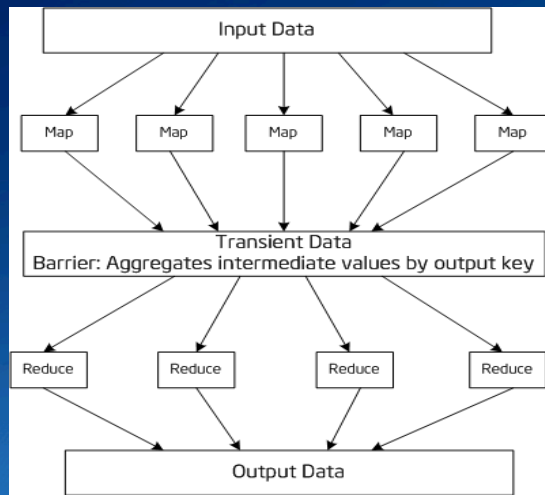 Input Data
Map
Map
Map
Map
Map
Transient Data
Barrier: Aggregates intermediate values by output key
Reduce
Reduce
Reduce
Reduce
Output Data